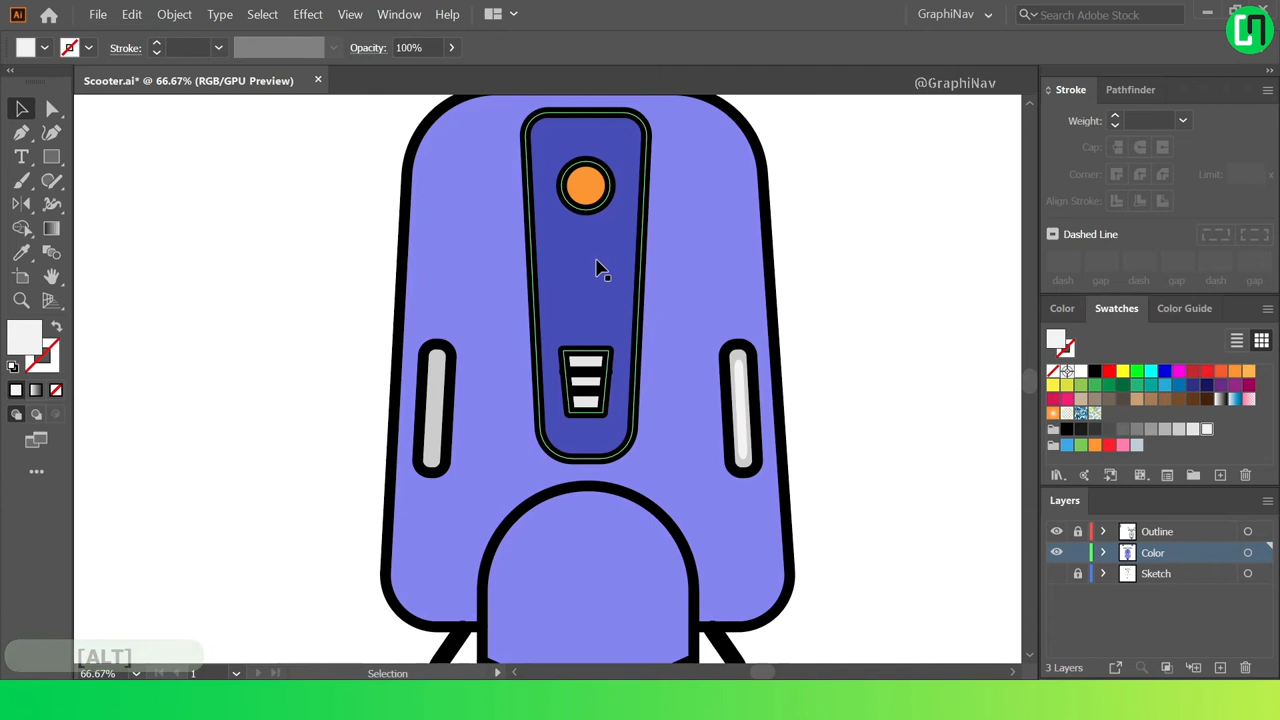 Ai File Edit Object Type Select Effect View Window Help GraphiNav Search Adobe Stock
Stroke: Opacity: 100%
Scooter.ai* @ 66.67% (RGB/GPU Preview) @GraphiNav
Stroke Pathfinder
Weight:
Cap:
Corner: Limit: x
Align Stroke:
Dashed Line
dash gap dash gap dash gap
Color Swatches Color Guide
Layers
Outline
Color
Sketch
[ALT]
66.67% 1 Selection
3 Layers